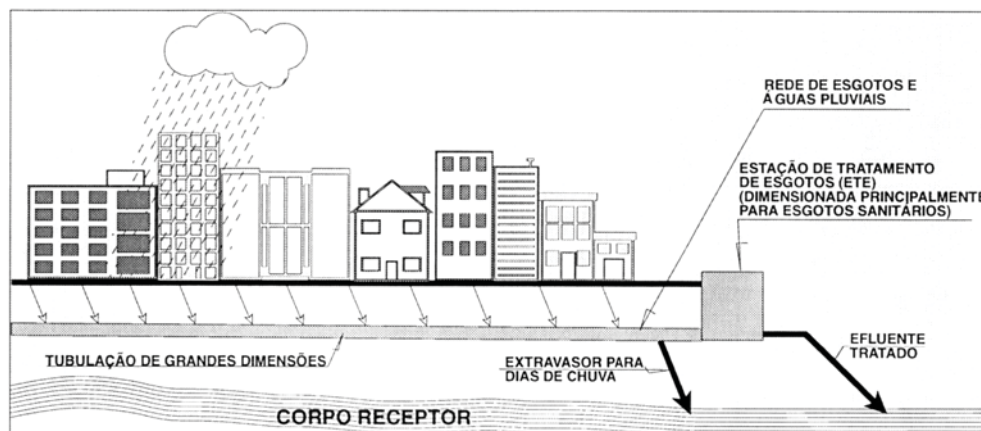 REDE DE ESGOTOS E
ÁGUAS PLUVIAIS
ESTAÇÃO DE TRATAMENTO
DE ESGOTOS (ETE)
(DIMENSIONADA PRINCIPALMENTE
PARA ESGOTOS SANITÁRIOS)
TUBULAÇÃO DE GRANDES DIMENSÕES
EXTRAVASOR PARA
DIAS DE CHUVA
EFLUENTE
TRATADO
CORPO RECEPTOR